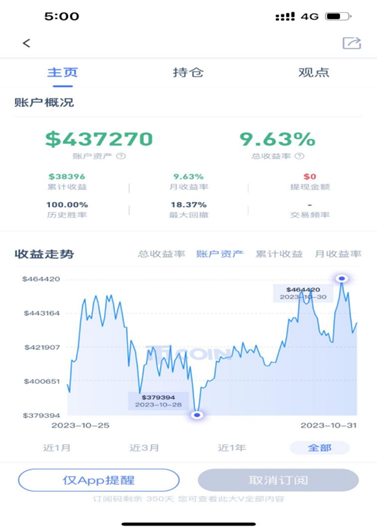 5:00 4G
主页 持仓 观点
账户概况
$437270 9.63%
账户资产 ? 总收益率 ?
$38396 9.63% $0
累计收益 月收益率 提现金额
100.00% 18.37% -
历史胜率 最大回撤 交易频率
收益走势 总收益率 账户资产 累计收益 月收益率
$464420
$464420
2023-10-30
$443164
$421907
币COIN
$400651
$379394
2023-10-28
$379394
2023-10-25 2023-10-31
近1月 近3月 近1年 全部
仅App提醒 取消订阅
订阅码剩余 350天 您可查看此大V全部内容